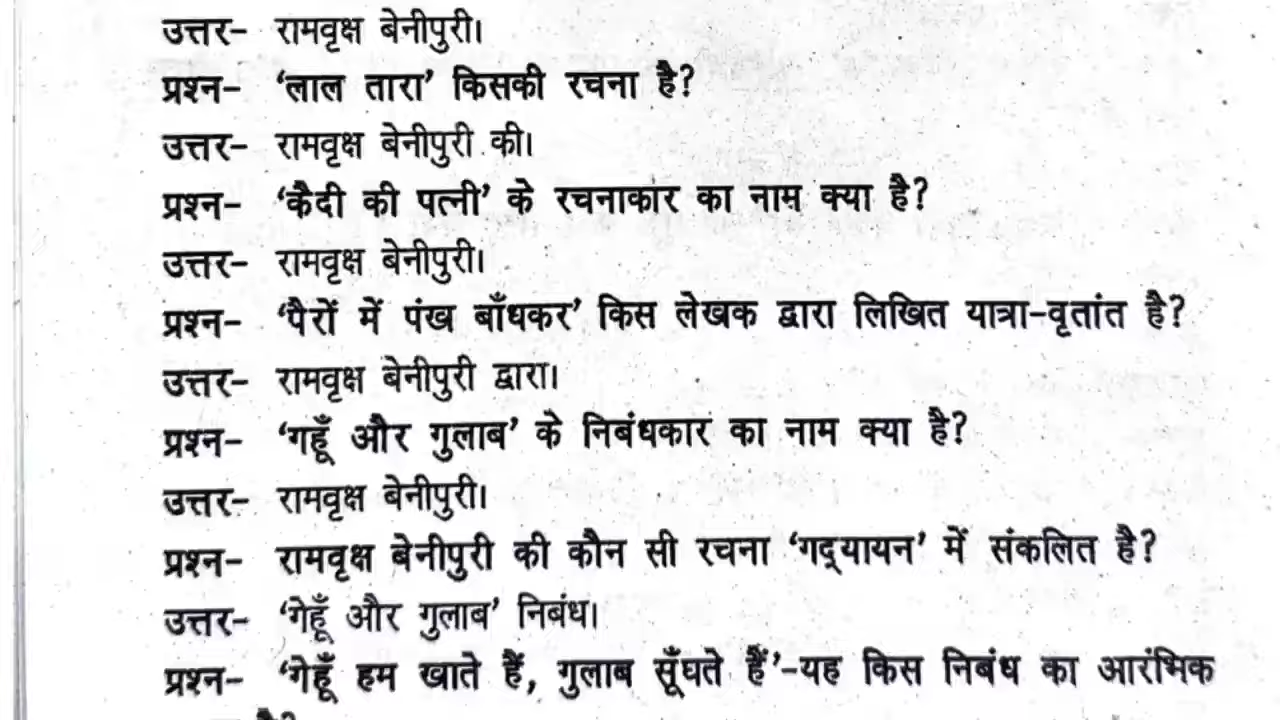 उत्तर- रामवृक्ष बेनीपुरी।
प्रश्न- ‘लाल तारा’ किसकी रचना है?
उत्तर- रामवृक्ष बेनीपुरी की।
प्रश्न- ‘कैदी की पत्नी’ के रचनाकार का नाम क्या है?
उत्तर- रामवृक्ष बेनीपुरी।
प्रश्न- ‘पैरों में पंख बाँधकर’ किस लेखक द्वारा लिखित यात्रा-वृतांत है?
उत्तर- रामवृक्ष बेनीपुरी द्वारा।
प्रश्न- ‘गहूँ और गुलाब’ के निबंधकार का नाम क्या है?
उत्तर- रामवृक्ष बेनीपुरी।
प्रश्न- रामवृक्ष बेनीपुरी की कौन सी रचना ‘गद्‌यायन’ में संकलित है?
उत्तर- ‘गेहूँ और गुलाब’ निबंध।
प्रश्न- ‘गेहूँ हम खाते हैं, गुलाब सूँघते हैं’-यह किस निबंध का आरंभिक